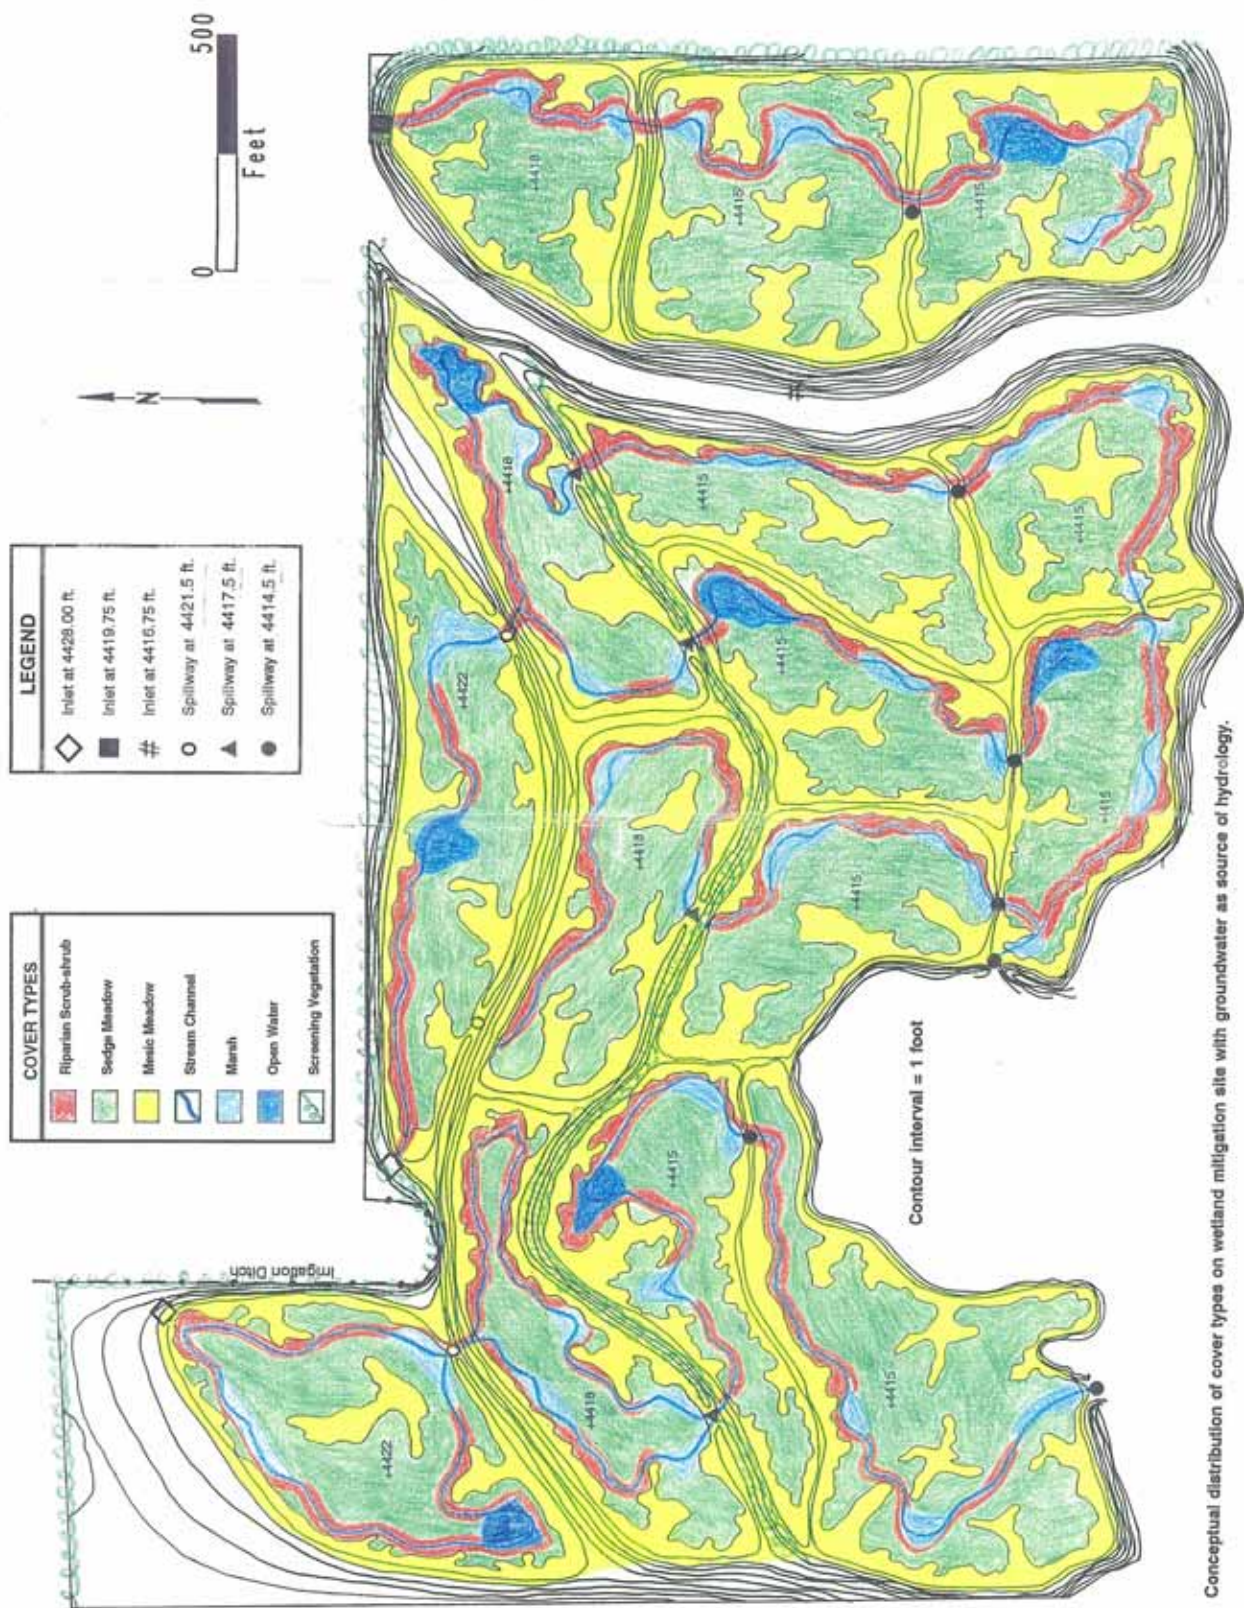 COVER TYPES
Riparian Scrub-shrub
Sedge Meadow
Mesic Meadow
Stream Channel
Marsh
Open Water
Screening Vegetation
LEGEND
Inlet at 4428.00 ft.
Inlet at 4419.75 ft.
Inlet at 4416.75 ft.
Spillway at 4421.5 ft.
Spillway at 4417.5 ft.
Spillway at 4414.5 ft.
N
0 500
Feet
Irrigation Ditch
+4422
+4422
+4418
+4418
+4418
+4418
+4415
+4415
+4415
+4415
+4415
+4415
+4415
+4415
+4415
Contour interval = 1 foot
Conceptual distribution of cover types on wetland mitigation site with groundwater as source of hydrology.